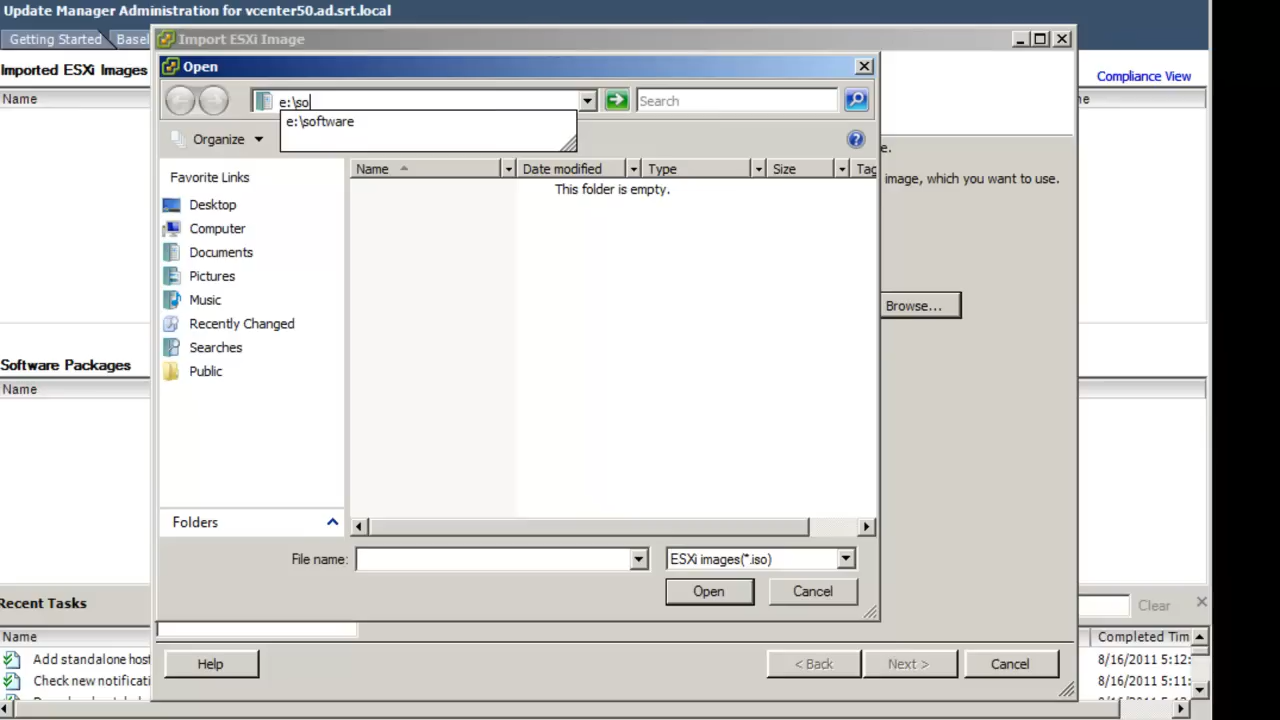 Update Manager Administration for vcenter50.ad.srt.local
Getting Started
Basel
Import ESXi Image
Imported ESXi Images
Open
Compliance View
Name
e:\so
Search
e:\software
Organize
Favorite Links
Name
Date modified
Type
Size
Tag
This folder is empty.
e.
image, which you want to use.
Desktop
Computer
Documents
Pictures
Music
Recently Changed
Searches
Public
Browse...
Software Packages
Name
Folders
File name:
ESXi images(*.iso)
Open
Cancel
Recent Tasks
Clear
Name
Completed Tim
Add standalone host
8/16/2011 5:12:
Check new notificati
8/16/2011 5:11:
Help
< Back
Next >
Cancel